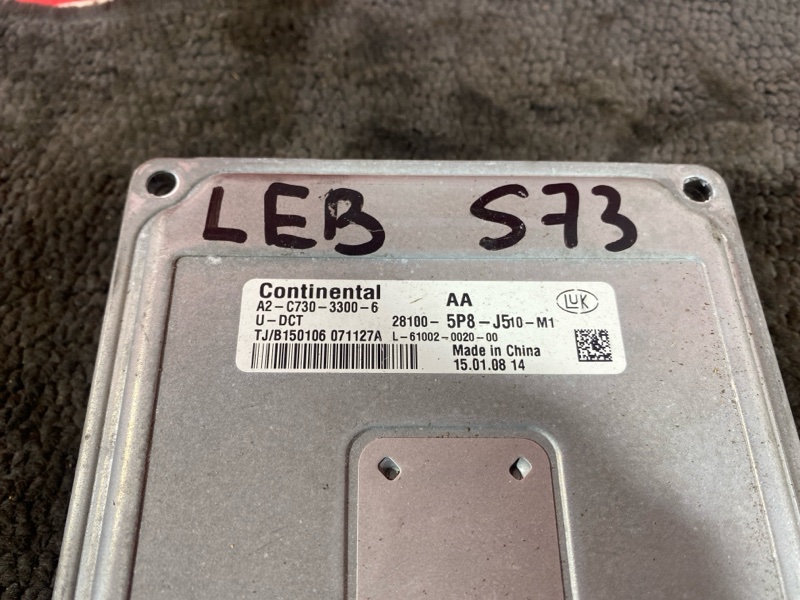 LEB S73
Continental AA LUK
A2-C730-3300-6
U-DCT 28100-5P8-J510-M1
TJ/B150106 071127A L-61002-0020-00
Made in China
15.01.08 14